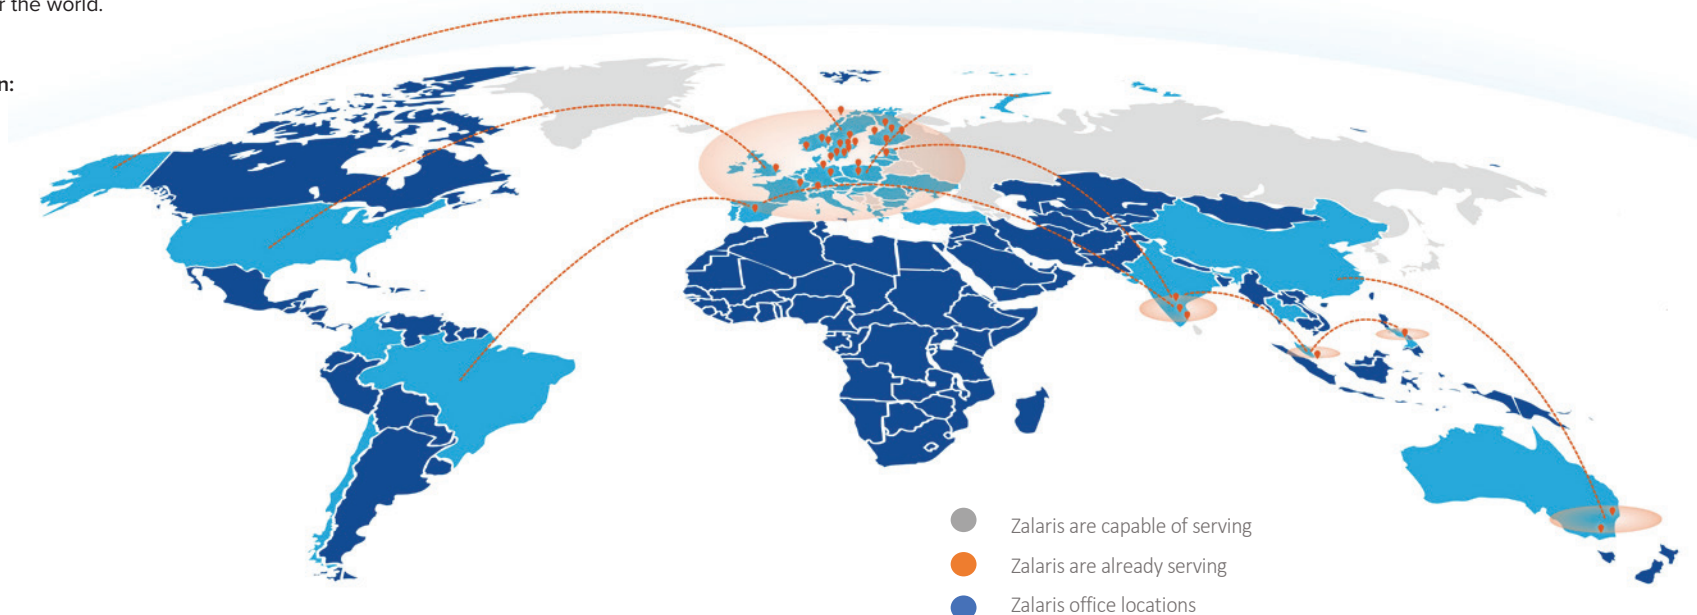 r the world.
n:
Zalaris are capable of serving
Zalaris are already serving
Zalaris office locations